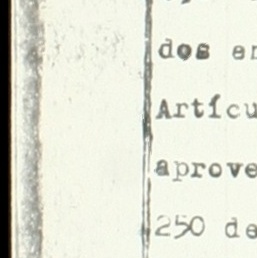 dos en
Artícu
aprove
250 de